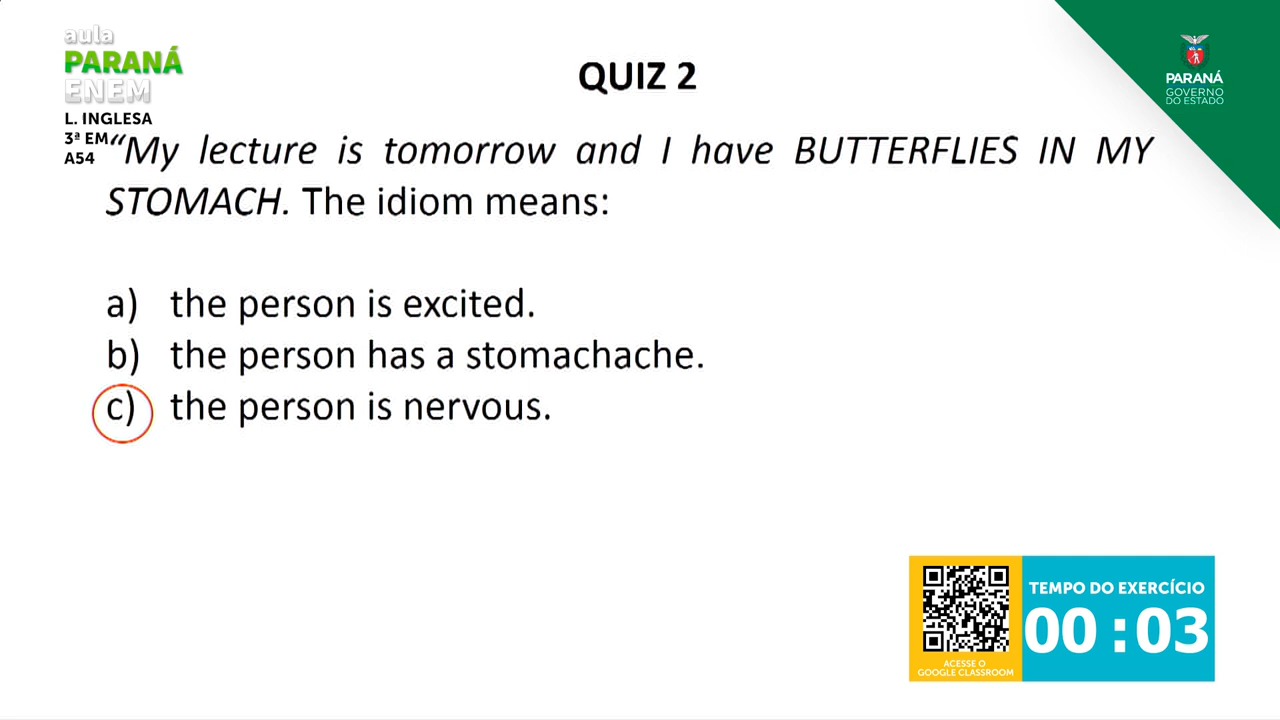 aula
PARANÁ
ENEM
L. INGLESA
3ª EM
A54
PARANÁ
GOVERNO
DO ESTADO
QUIZ 2
“My lecture is tomorrow and I have BUTTERFLIES IN MY
STOMACH. The idiom means:
a) the person is excited.
b) the person has a stomachache.
c) the person is nervous.
ACESSE O
GOOGLE CLASSROOM
TEMPO DO EXERCÍCIO
00:03